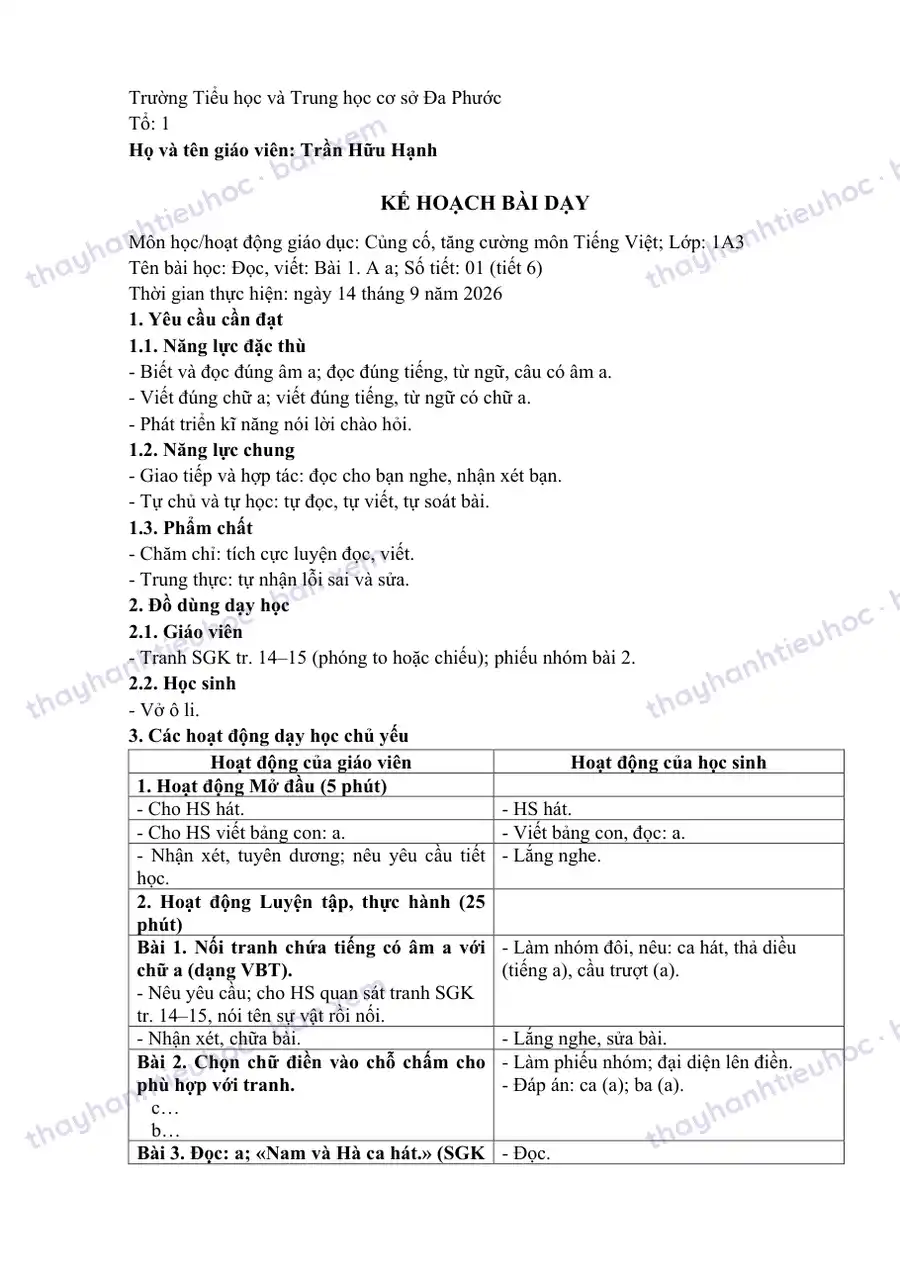 Trường Tiểu học và Trung học cơ sở Đa Phước
Tổ: 1
Họ và tên giáo viên: Trần Hữu Hạnh
KẾ HOẠCH BÀI DẠY
Môn học/hoạt động giáo dục: Củng cố, tăng cường môn Tiếng Việt; Lớp: 1A3
Tên bài học: Đọc, viết: Bài 1. A a; Số tiết: 01 (tiết 6)
Thời gian thực hiện: ngày 14 tháng 9 năm 2026
1. Yêu cầu cần đạt
1.1. Năng lực đặc thù
- Biết và đọc đúng âm a; đọc đúng tiếng, từ ngữ, câu có âm a.
- Viết đúng chữ a; viết đúng tiếng, từ ngữ có chữ a.
- Phát triển kĩ năng nói lời chào hỏi.
1.2. Năng lực chung
- Giao tiếp và hợp tác: đọc cho bạn nghe, nhận xét bạn.
- Tự chủ và tự học: tự đọc, tự viết, tự soát bài.
1.3. Phẩm chất
- Chăm chỉ: tích cực luyện đọc, viết.
- Trung thực: tự nhận lỗi sai và sửa.
2. Đồ dùng dạy học
2.1. Giáo viên
- Tranh SGK tr. 14–15 (phóng to hoặc chiếu); phiếu nhóm bài 2.
2.2. Học sinh
- Vở ô li.
3. Các hoạt động dạy học chủ yếu
Hoạt động của giáo viên
Hoạt động của học sinh
1. Hoạt động Mở đầu (5 phút)
- Cho HS hát.
- HS hát.
- Cho HS viết bảng con: a.
- Viết bảng con, đọc: a.
- Nhận xét, tuyên dương; nêu yêu cầu tiết
học.
- Lắng nghe.
2. Hoạt động Luyện tập, thực hành (25
phút)
Bài 1. Nối tranh chứa tiếng có âm a với
chữ a (dạng VBT).
- Nêu yêu cầu; cho HS quan sát tranh SGK
tr. 14–15, nói tên sự vật rồi nối.
- Làm nhóm đôi, nêu: ca hát, thả diều
(tiếng a), cầu trượt (a).
- Nhận xét, chữa bài.
- Lắng nghe, sửa bài.
Bài 2. Chọn chữ điền vào chỗ chấm cho
phù hợp với tranh.
c…
b…
- Làm phiếu nhóm; đại diện lên điền.
- Đáp án: ca (a); ba (a).
Bài 3. Đọc: a; «Nam và Hà ca hát.» (SGK
- Đọc.
thayhanhtieuhoc · bản xem
thayhanhtieuhoc · b
thayhanhtieuhoc · bản xem
thayhanhtieuhoc · b
thayhanhtieuhoc · bản xem
thayhanhtieuhoc · b